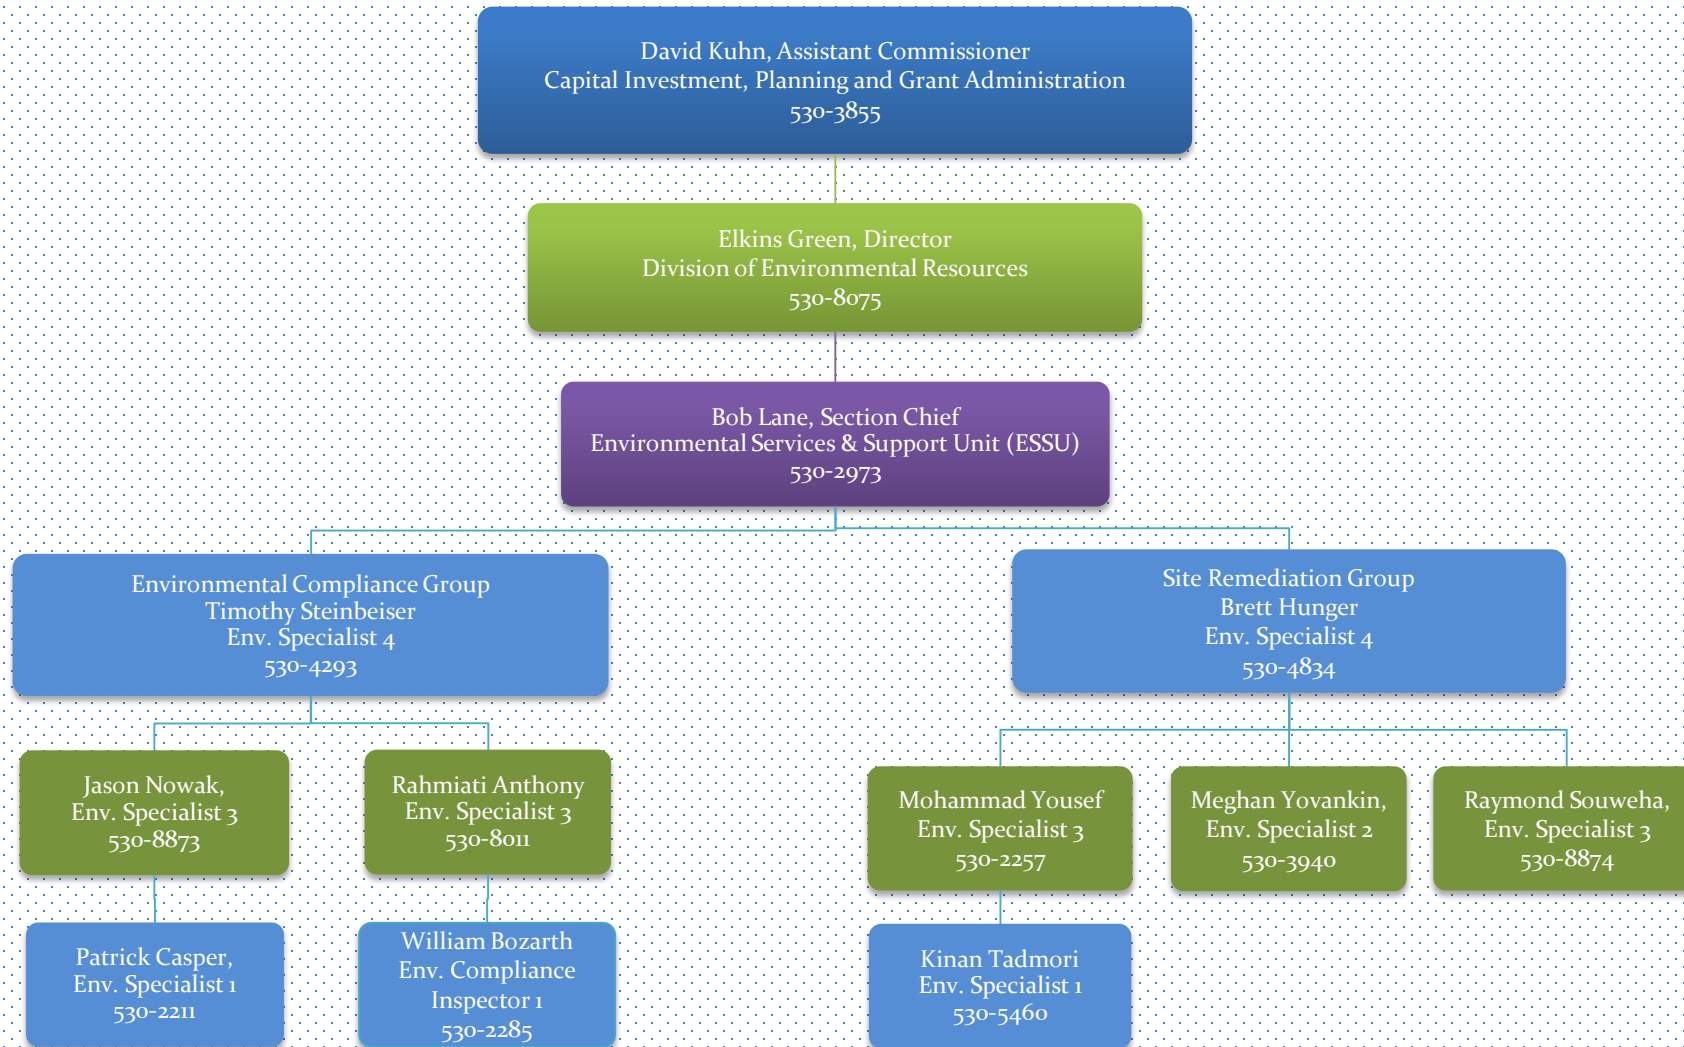 David Kuhn, Assistant Commissioner
Capital Investment, Planning and Grant Administration
530-3855
Elkins Green, Director
Division of Environmental Resources
530-8075
Bob Lane, Section Chief
Environmental Services & Support Unit (ESSU)
530-2973
Environmental Compliance Group
Timothy Steinbeiser
Env. Specialist 4
530-4293
Site Remediation Group
Brett Hunger
Env. Specialist 4
530-4834
Jason Nowak,
Env. Specialist 3
530-8873
Rahmiati Anthony
Env. Specialist 3
530-8011
Mohammad Yousef
Env. Specialist 3
530-2257
Meghan Yovankin,
Env. Specialist 2
530-3940
Raymond Souweha,
Env. Specialist 3
530-8874
Patrick Casper,
Env. Specialist 1
530-2211
William Bozarth
Env. Compliance
Inspector 1
530-2285
Kinan Tadmori
Env. Specialist 1
530-5460